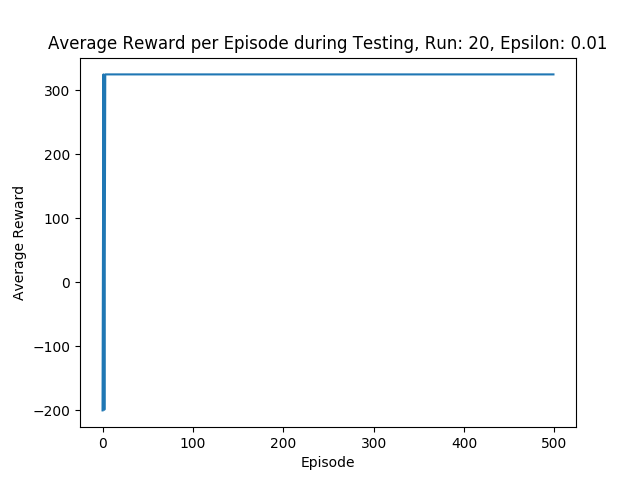 Average Reward per Episode during Testing, Run: 20, Epsilon: 0.01
300
200
100
0
−100
−200
Average Reward
0 100 200 300 400 500
Episode